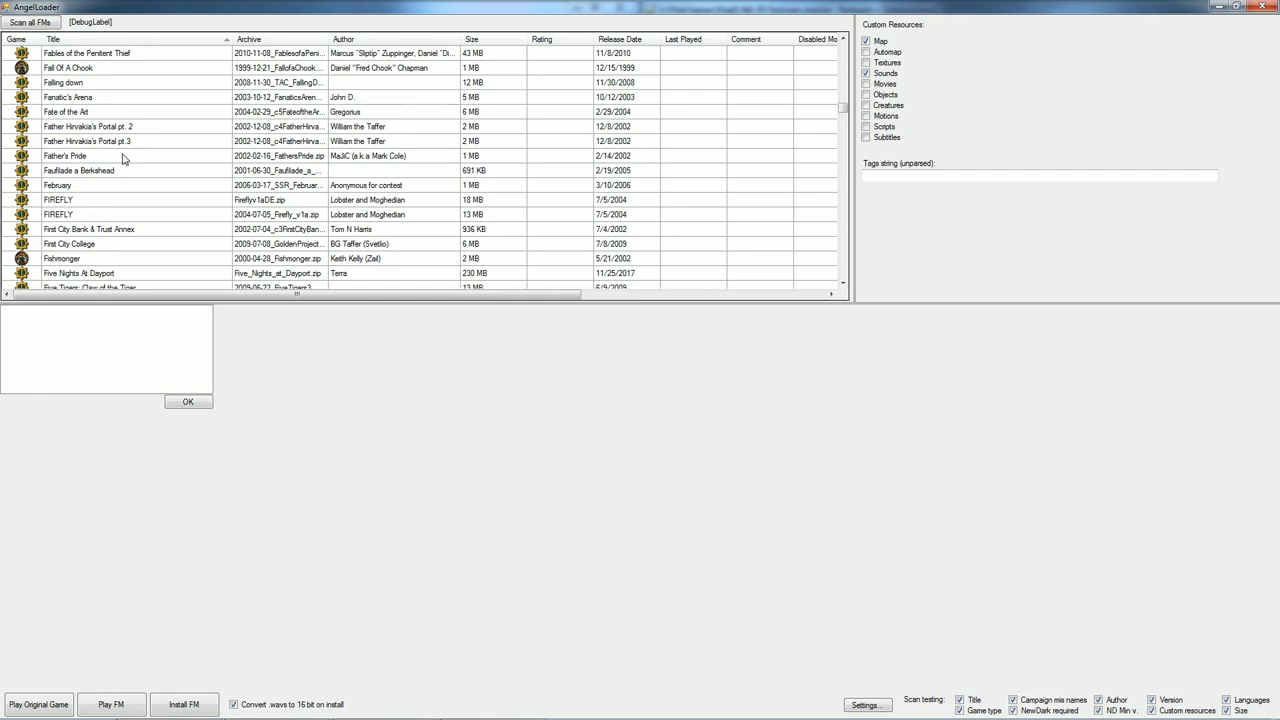 AngelLoader
Scan all FMs [DebugLabel]
Game Title Archive Author Size Rating Release Date Last Played Comment Disabled Mo
Fables of the Penitent Thief 2010-11-08_FablesofaPeni... Marcus "Sliptip" Zuppinger, Daniel "Di... 43 MB 11/8/2010
Fall Of A Chook 1999-12-21_FallofaChook.... Daniel "Fred Chook" Chapman 1 MB 12/15/1999
Falling down 2008-11-30_TAC_FallingD... 12 MB 11/30/2008
Fanatic's Arena 2003-10-12_FanaticsAren... John D. 5 MB 10/12/2003
Fate of the Art 2004-02-29_c5FateoftheAr... Gregorius 6 MB 2/29/2004
Father Hirvakia's Portal pt. 2 2002-12-08_c4FatherHirva... William the Taffer 2 MB 12/8/2002
Father Hirvakia's Portal pt.3 2002-12-08_c4FatherHirva... William the Taffer 2 MB 12/8/2002
Father's Pride 2002-02-16_FathersPride.zip MaJiC (a.k.a Mark Cole) 1 MB 2/14/2002
Faufilade a Berkshead 2001-06-30_Faufilade_a_... 691 KB 2/19/2005
February 2006-03-17_SSR_Februar... Anonymous for contest 1 MB 3/10/2006
FIREFLY Fireflyv1aDE.zip Lobster and Moghedian 18 MB 7/5/2004
FIREFLY 2004-07-05_Firefly_v1a.zip Lobster and Moghedian 13 MB 7/5/2004
First City Bank & Trust Annex 2002-07-04_c3FirstCityBan... Tom N Harris 936 KB 7/4/2002
First City College 2009-07-08_GoldenProject... BG Taffer (Svetlio) 6 MB 7/8/2009
Fishmonger 2000-04-28_Fishmonger.zip Keith Kelly (Zail) 2 MB 5/21/2002
Five Nights At Dayport Five_Nights_at_Dayport.zip Terra 230 MB 11/25/2017
Five Tigers: Claw of the Tiger 2009-06-22_FiveTigers3... 13 MB 6/9/2009
Custom Resources:
Map
Automap
Textures
Sounds
Movies
Objects
Creatures
Motions
Scripts
Subtitles
Tags string (unparsed):
OK
Play Original Game Play FM Install FM Convert .wavs to 16 bit on install Settings...
Scan testing: Title Campaign mis names Author Version Languages
Game type NewDark required ND Min v. Custom resources Size